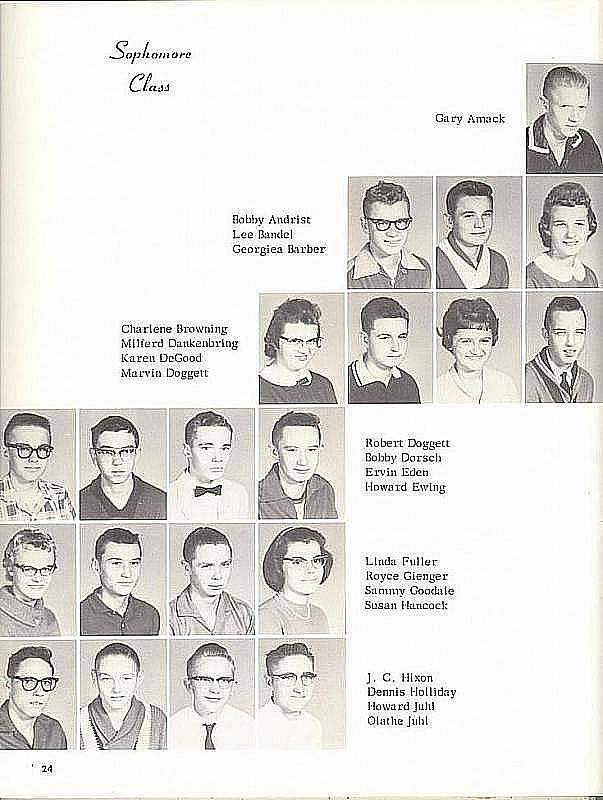 Sophomore
Class
Gary Amack
Bobby Andrist
Lee Bandel
Georgiea Barber
Charlene Browning
Milferd Dankenbring
Karen DeGood
Marvin Doggett
Robert Doggett
Bobby Dorsch
Ervin Eden
Howard Ewing
Linda Fuller
Royce Gienger
Sammy Goodale
Susan Hancock
J. C. Hixon
Dennis Holliday
Howard Juhl
Olathe Juhl
24